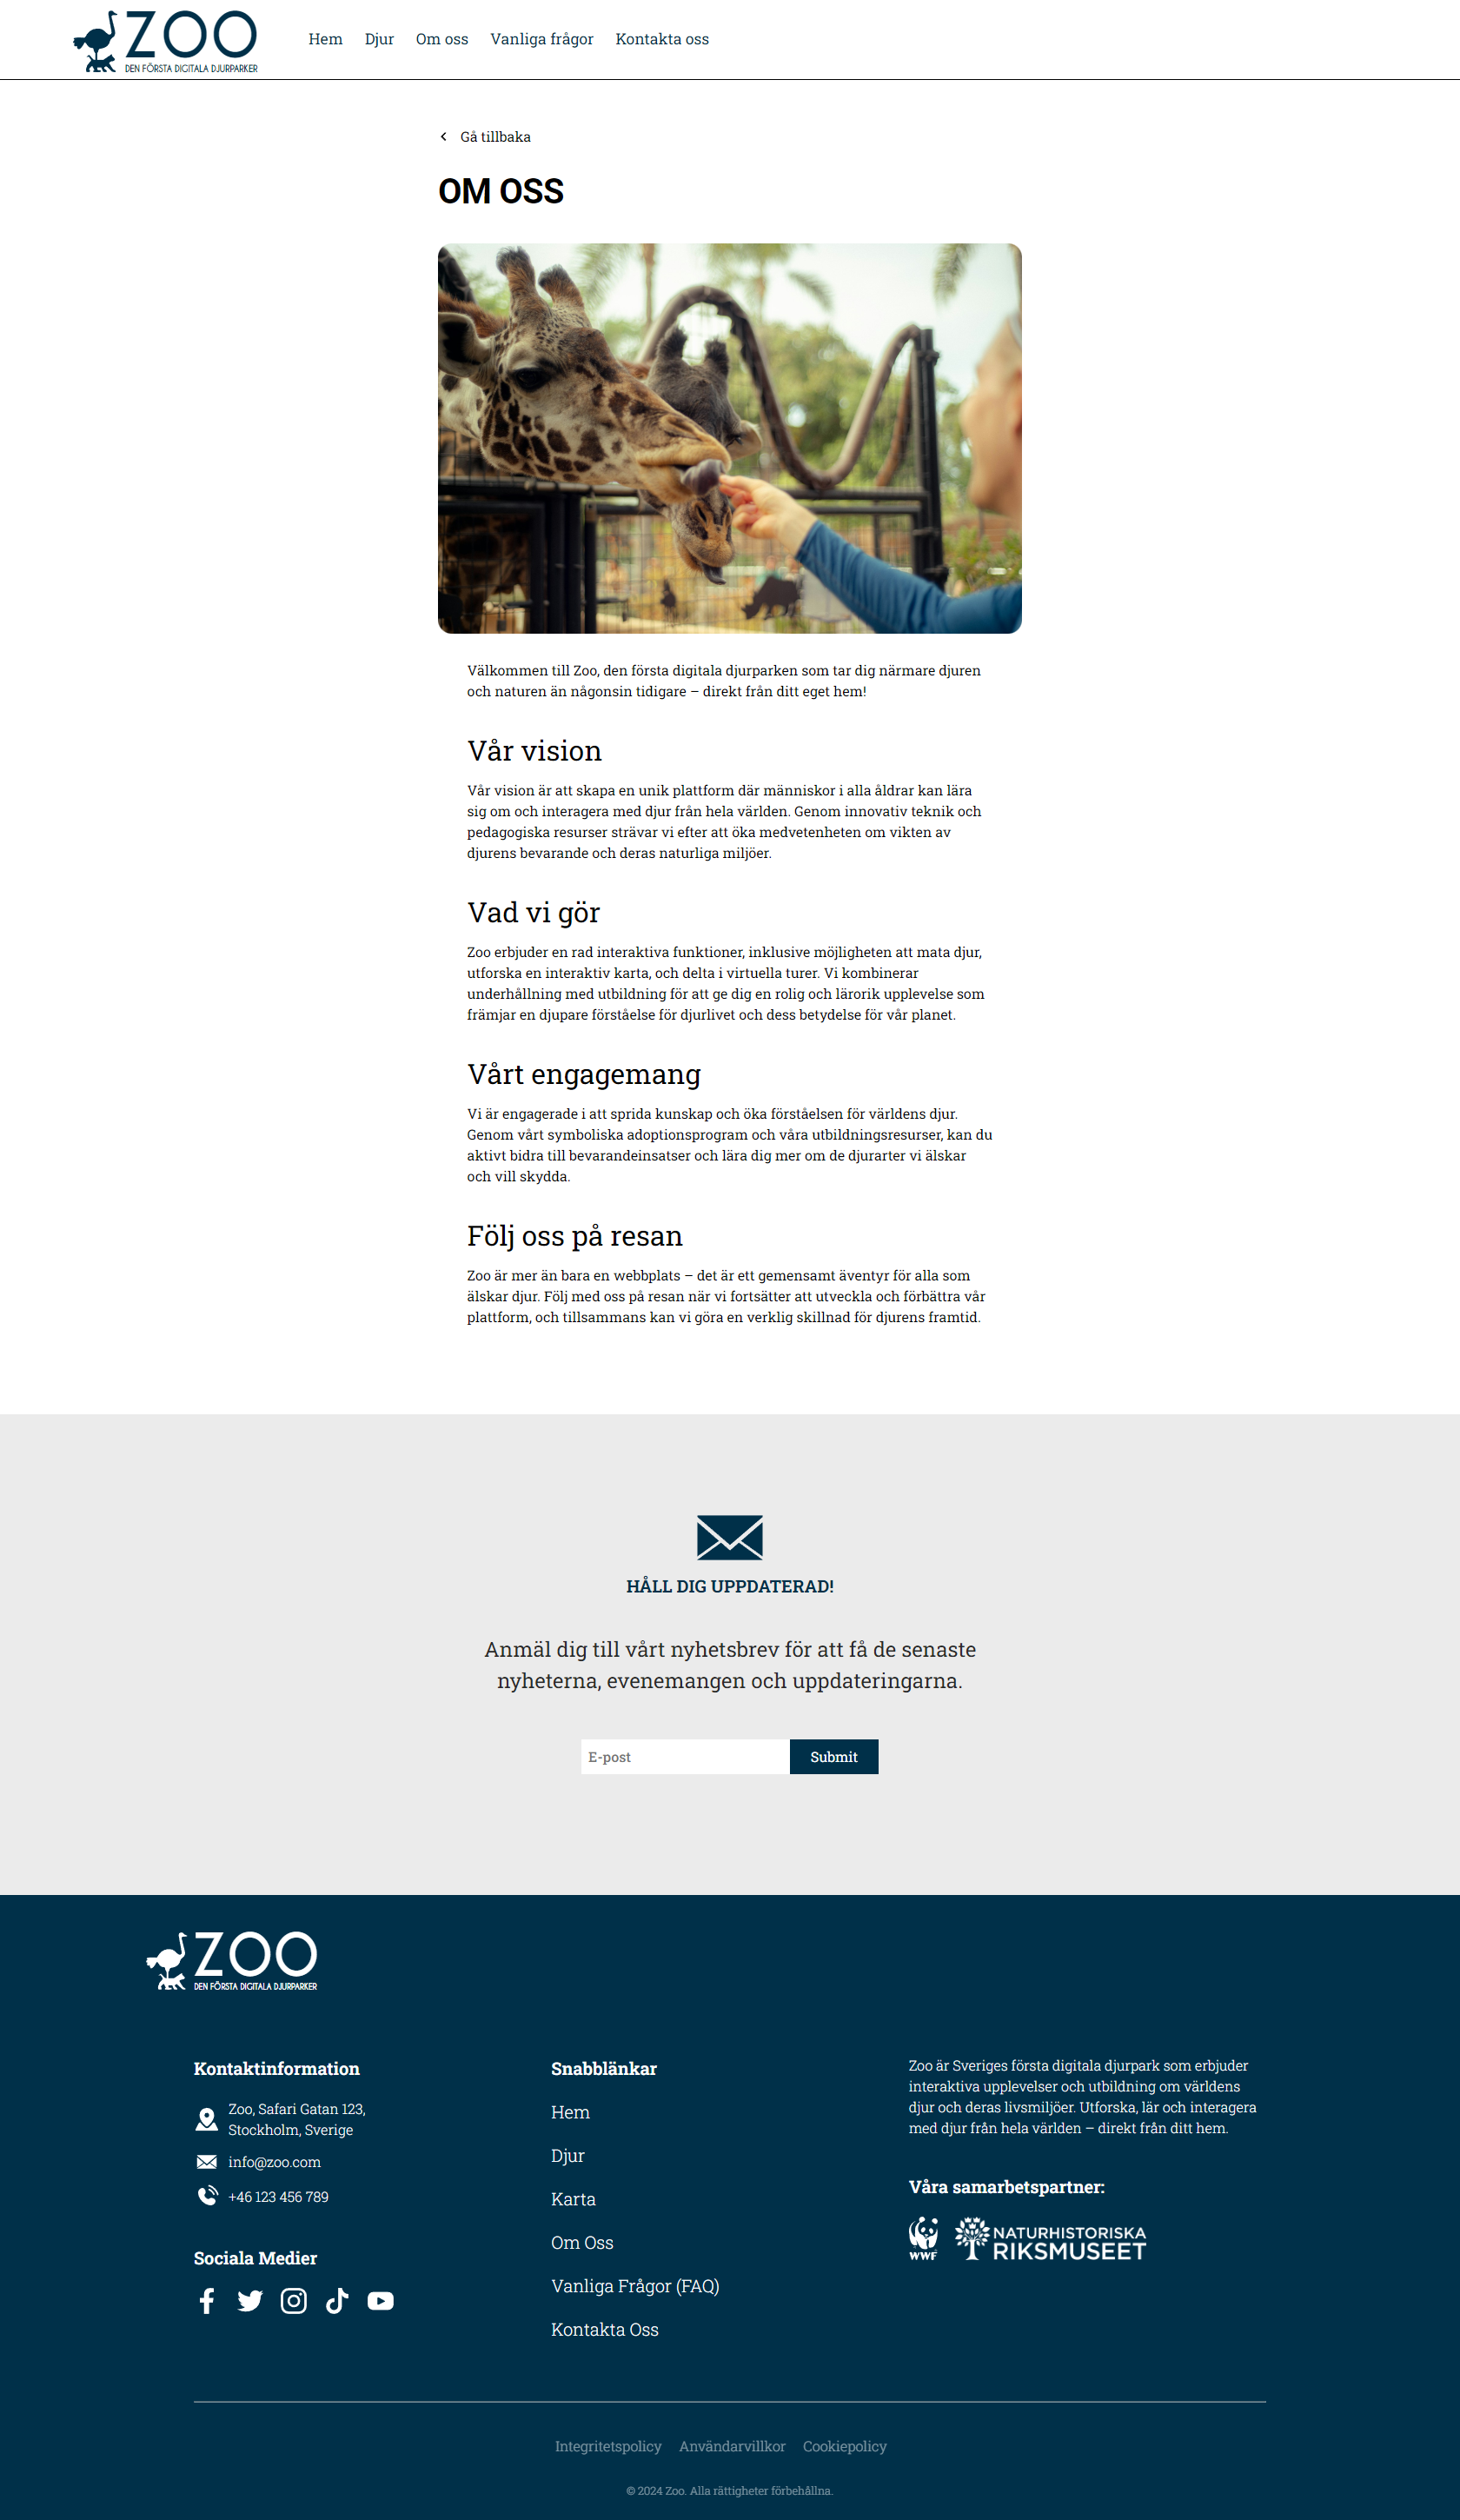 ZOO
DEN FÖRSTA DIGITALA DJURPARKER
Hem Djur Om oss Vanliga frågor Kontakta oss
Gå tillbaka
OM OSS
Välkommen till Zoo, den första digitala djurparken som tar dig närmare djuren
och naturen än någonsin tidigare – direkt från ditt eget hem!
Vår vision
Vår vision är att skapa en unik plattform där människor i alla åldrar kan lära
sig om och interagera med djur från hela världen. Genom innovativ teknik och
pedagogiska resurser strävar vi efter att öka medvetenheten om vikten av
djurens bevarande och deras naturliga miljöer.
Vad vi gör
Zoo erbjuder en rad interaktiva funktioner, inklusive möjligheten att mata djur,
utforska en interaktiv karta, och delta i virtuella turer. Vi kombinerar
underhållning med utbildning för att ge dig en rolig och lärorik upplevelse som
främjar en djupare förståelse för djurlivet och dess betydelse för vår planet.
Vårt engagemang
Vi är engagerade i att sprida kunskap och öka förståelsen för världens djur.
Genom vårt symboliska adoptionsprogram och våra utbildningsresurser, kan du
aktivt bidra till bevarandeinsatser och lära dig mer om de djurarter vi älskar
och vill skydda.
Följ oss på resan
Zoo är mer än bara en webbplats – det är ett gemensamt äventyr för alla som
älskar djur. Följ med oss på resan när vi fortsätter att utveckla och förbättra vår
plattform, och tillsammans kan vi göra en verklig skillnad för djurens framtid.
HÅLL DIG UPPDATERAD!
Anmäl dig till vårt nyhetsbrev för att få de senaste
nyheterna, evenemangen och uppdateringarna.
E-post Submit
ZOO
DEN FÖRSTA DIGITALA DJURPARKER
Kontaktinformation
Zoo, Safari Gatan 123,
Stockholm, Sverige
info@zoo.com
+46 123 456 789
Sociala Medier
Snabblänkar
Hem
Djur
Karta
Om Oss
Vanliga Frågor (FAQ)
Kontakta Oss
Zoo är Sveriges första digitala djurpark som erbjuder
interaktiva upplevelser och utbildning om världens
djur och deras livsmiljöer. Utforska, lär och interagera
med djur från hela världen – direkt från ditt hem.
Våra samarbetspartner:
WWF
NATURHISTORISKA
RIKSMUSEET
Integritetspolicy Användarvillkor Cookiepolicy
© 2024 Zoo. Alla rättigheter förbehållna.